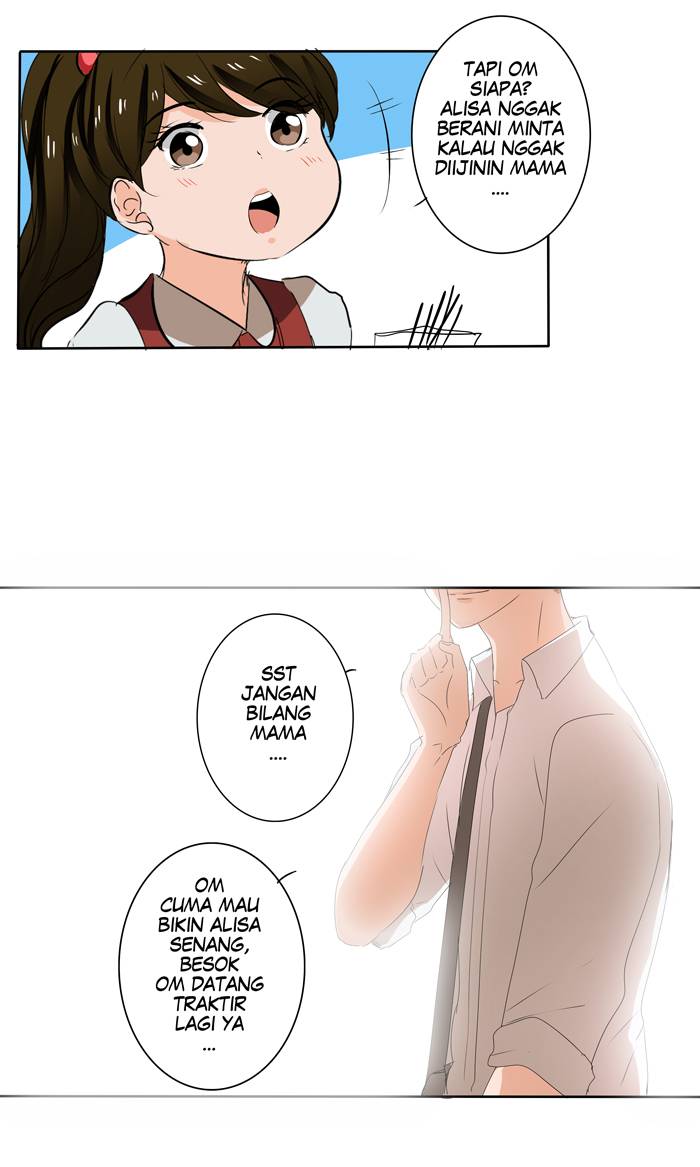 TAPI OM
SIAPA?
ALISA NGGAK
BERANI MINTA
KALAU NGGAK
DIIJININ MAMA
....
SST
JANGAN
BILANG
MAMA
....
OM
CUMA MAU
BIKIN ALISA
SENANG,
BESOK
OM DATANG
TRAKTIR
LAGI YA
...